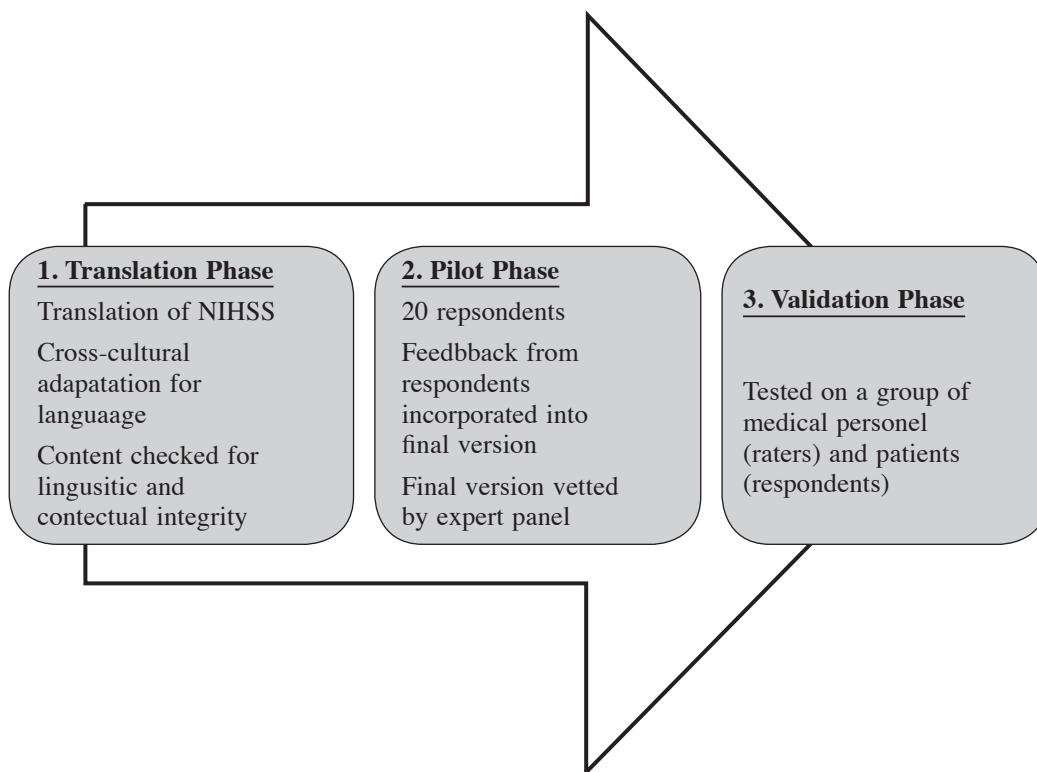 1. Translation Phase
Translation of NIHSS
Cross-cultural
adapatation for
languaage
Content checked for
lingusitic and
contectual integrity
2. Pilot Phase
20 repsondents
Feedbback from
respondents
incorporated into
final version
Final version vetted
by expert panel
3. Validation Phase
Tested on a group of
medical personel
(raters) and patients
(respondents)